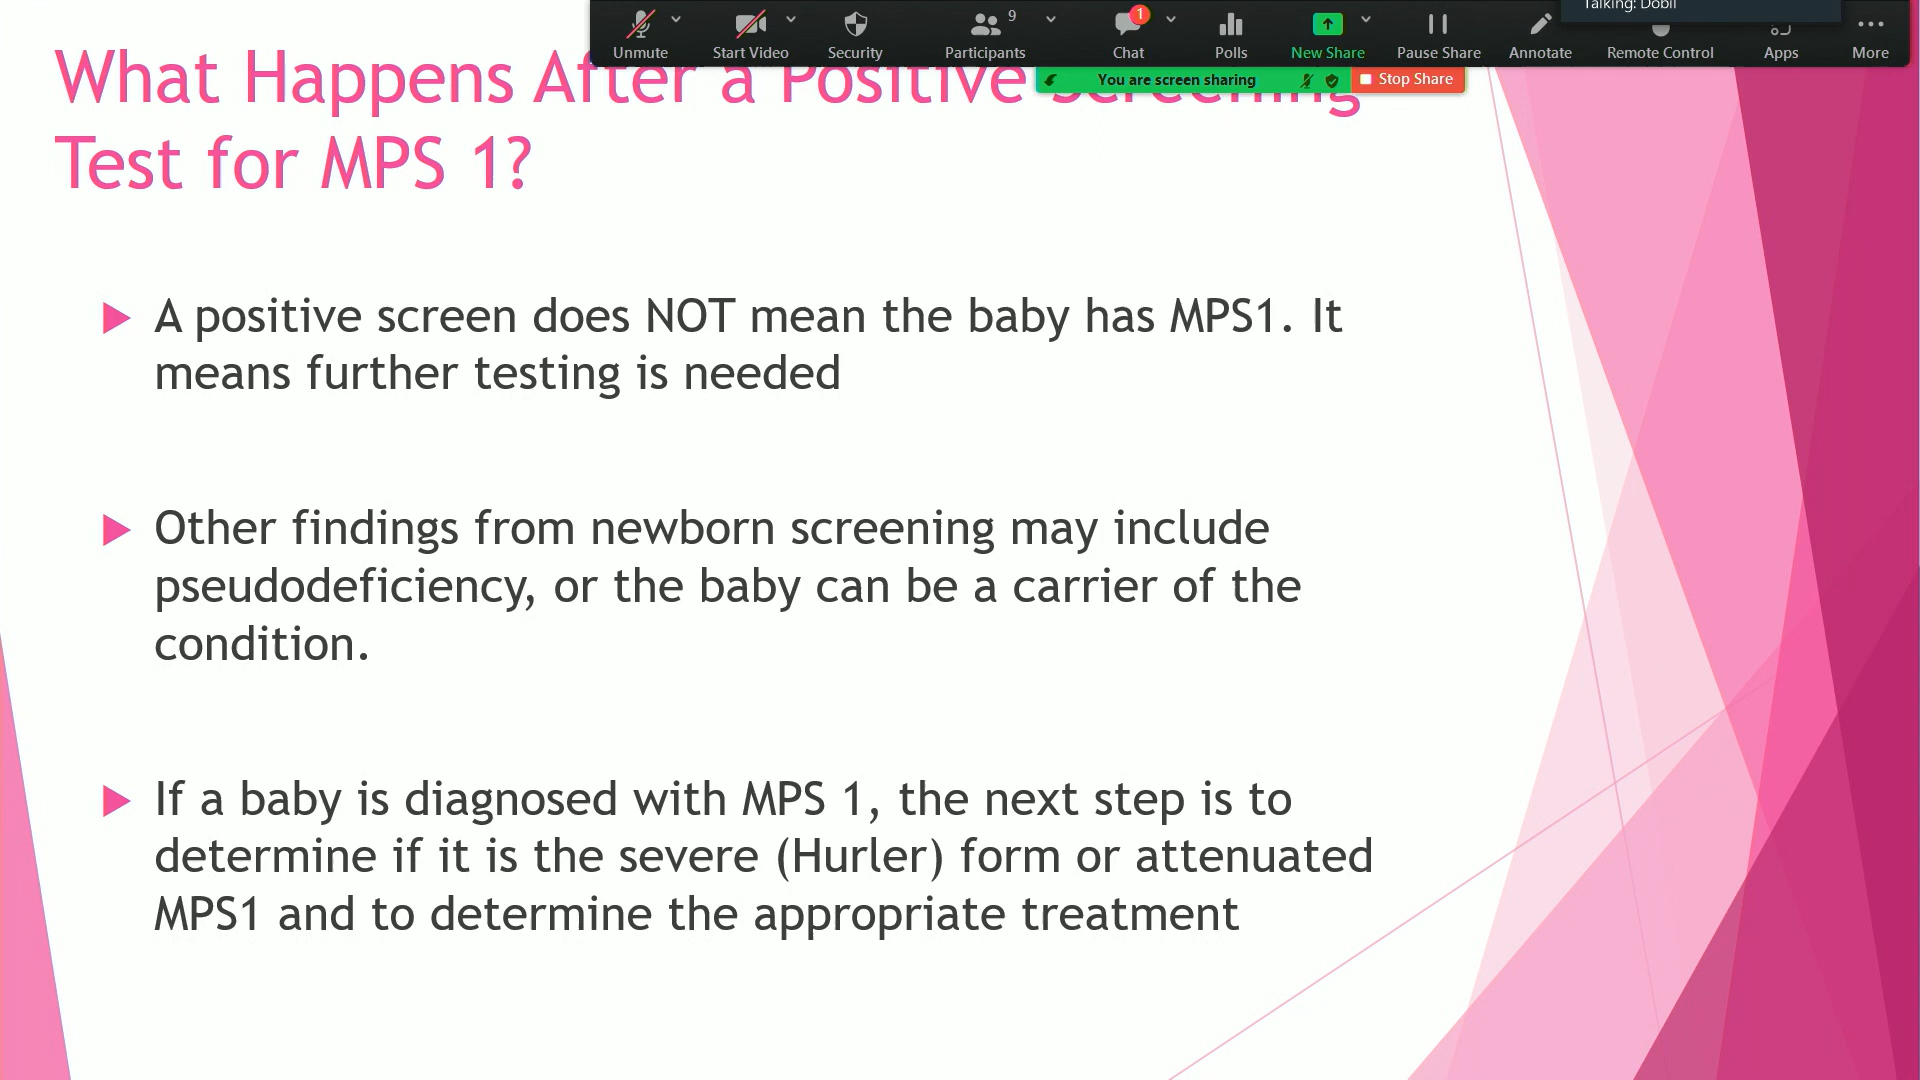 Talking: Dobil
9
1
Unmute
Start Video
Security
Participants
Chat
Polls
New Share
Pause Share
Annotate
Remote Control
Apps
More
You are screen sharing
Stop Share
What Happens After a Positive Screening
Test for MPS 1?
A positive screen does NOT mean the baby has MPS1. It
means further testing is needed
Other findings from newborn screening may include
pseudodeficiency, or the baby can be a carrier of the
condition.
If a baby is diagnosed with MPS 1, the next step is to
determine if it is the severe (Hurler) form or attenuated
MPS1 and to determine the appropriate treatment